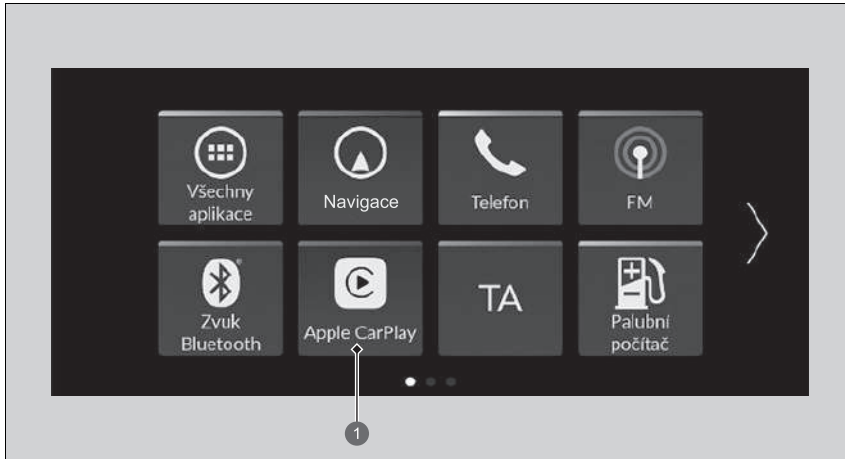 Všechny
aplikace
Navigace
Telefon
FM
Zvuk
Bluetooth
Apple CarPlay
TA
Palubní
počítač
1